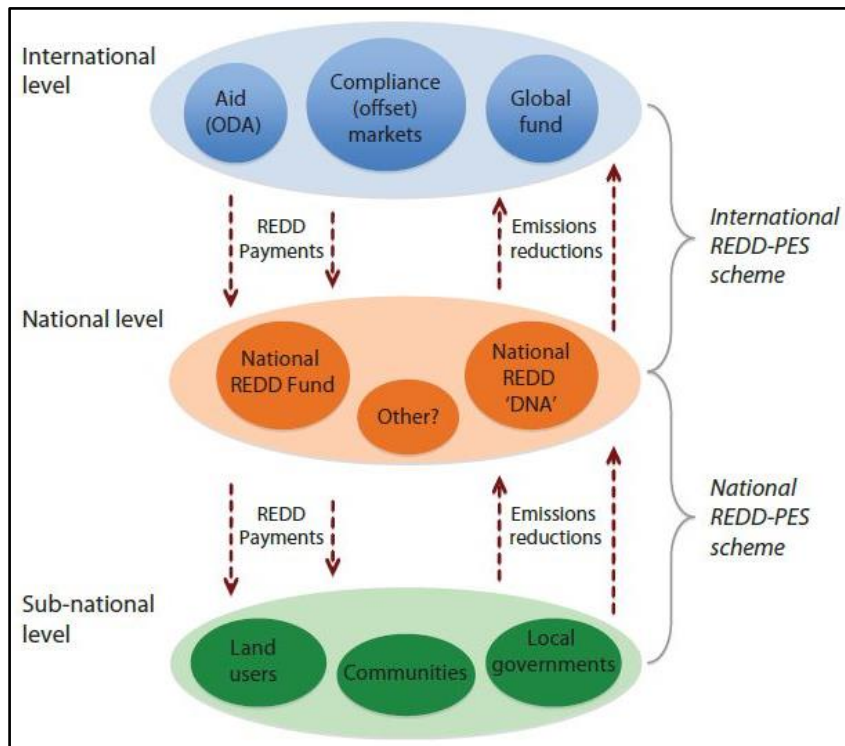 International
level
Aid
(ODA)
Compliance
(offset)
markets
Global
fund
REDD
Payments
Emissions
reductions
International
REDD-PES
scheme
National level
National
REDD Fund
Other?
National
REDD
'DNA'
REDD
Payments
Emissions
reductions
National
REDD-PES
scheme
Sub-national
level
Land
users
Communities
Local
governments